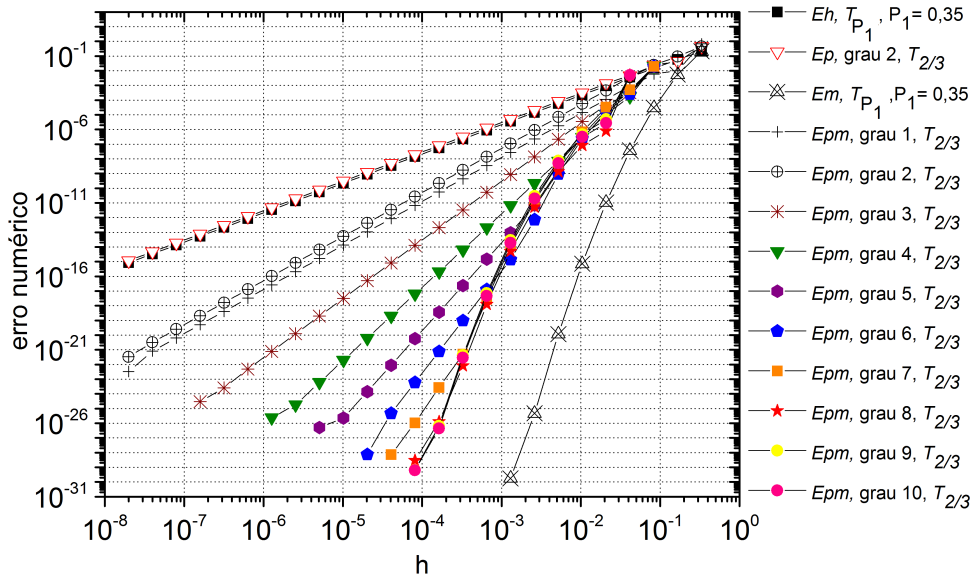 erro numérico
10^-1
10^-6
10^-11
10^-16
10^-21
10^-26
10^-31
10^-8 10^-7 10^-6 10^-5 10^-4 10^-3 10^-2 10^-1 10^0
h
Eh, T_P_1, P_1= 0,35
Ep, grau 2, T_2/3
Em, T_P_1, P_1= 0,35
Epm, grau 1, T_2/3
Epm, grau 2, T_2/3
Epm, grau 3, T_2/3
Epm, grau 4, T_2/3
Epm, grau 5, T_2/3
Epm, grau 6, T_2/3
Epm, grau 7, T_2/3
Epm, grau 8, T_2/3
Epm, grau 9, T_2/3
Epm, grau 10, T_2/3